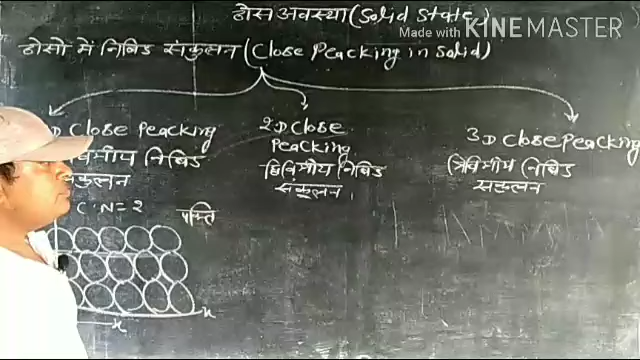 ठोस अवस्था (Solid State)
Made with KINEMASTER
ठोसों में निबिड संकुलन (Close Peacking in Solid)
D Close Peacking
विमीय निबिड
संकुलन
C·N=2
पंक्ति
x
x
2D Close
Peacking
द्विविमीय निबिड
संकुलन,
3D Close Peacking
त्रिविमीय निबिड
संकुलन